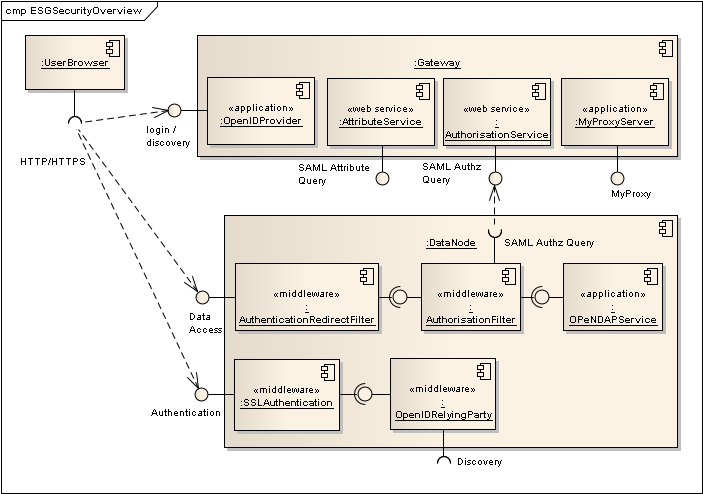 cmp ESGSecurityOverview
:UserBrowser
:Gateway
«application»
:OpenIDProvider
«web service»
:AttributeService
«web service»
:
AuthorisationService
«application»
:MyProxyServer
login /
discovery
HTTP/HTTPS
SAML Attribute
Query
SAML Authz
Query
MyProxy
:DataNode
SAML Authz Query
«middleware»
:
AuthenticationRedirectFilter
«middleware»
:
AuthorisationFilter
«application»
:
OPeNDAPService
Data
Access
«middleware»
:SSLAuthentication
«middleware»
:
OpenIDRelyingParty
Authentication
Discovery